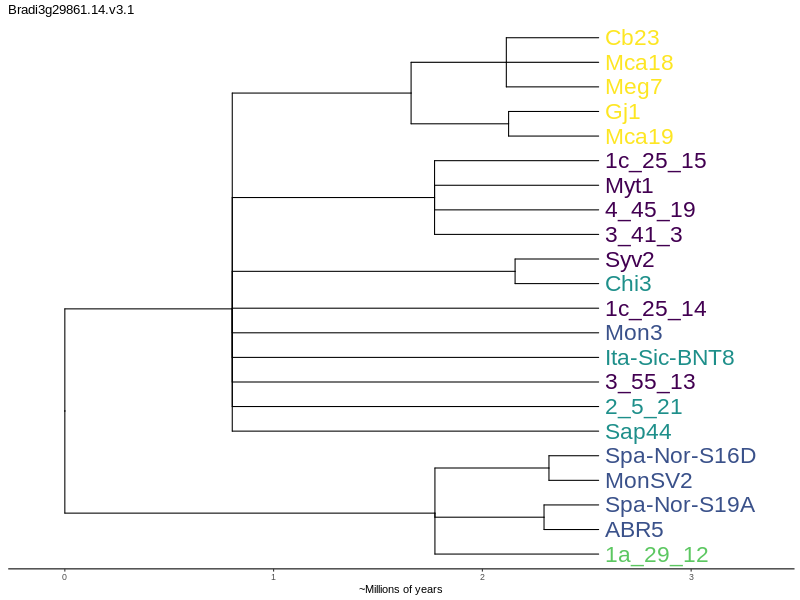 Bradi3g29861.14.v3.1
Cb23
Mca18
Meg7
Gj1
Mca19
1c_25_15
Myt1
4_45_19
3_41_3
Syv2
Chi3
1c_25_14
Mon3
Ita-Sic-BNT8
3_55_13
2_5_21
Sap44
Spa-Nor-S16D
MonSV2
Spa-Nor-S19A
ABR5
1a_29_12
0 1 2 3
~Millions of years